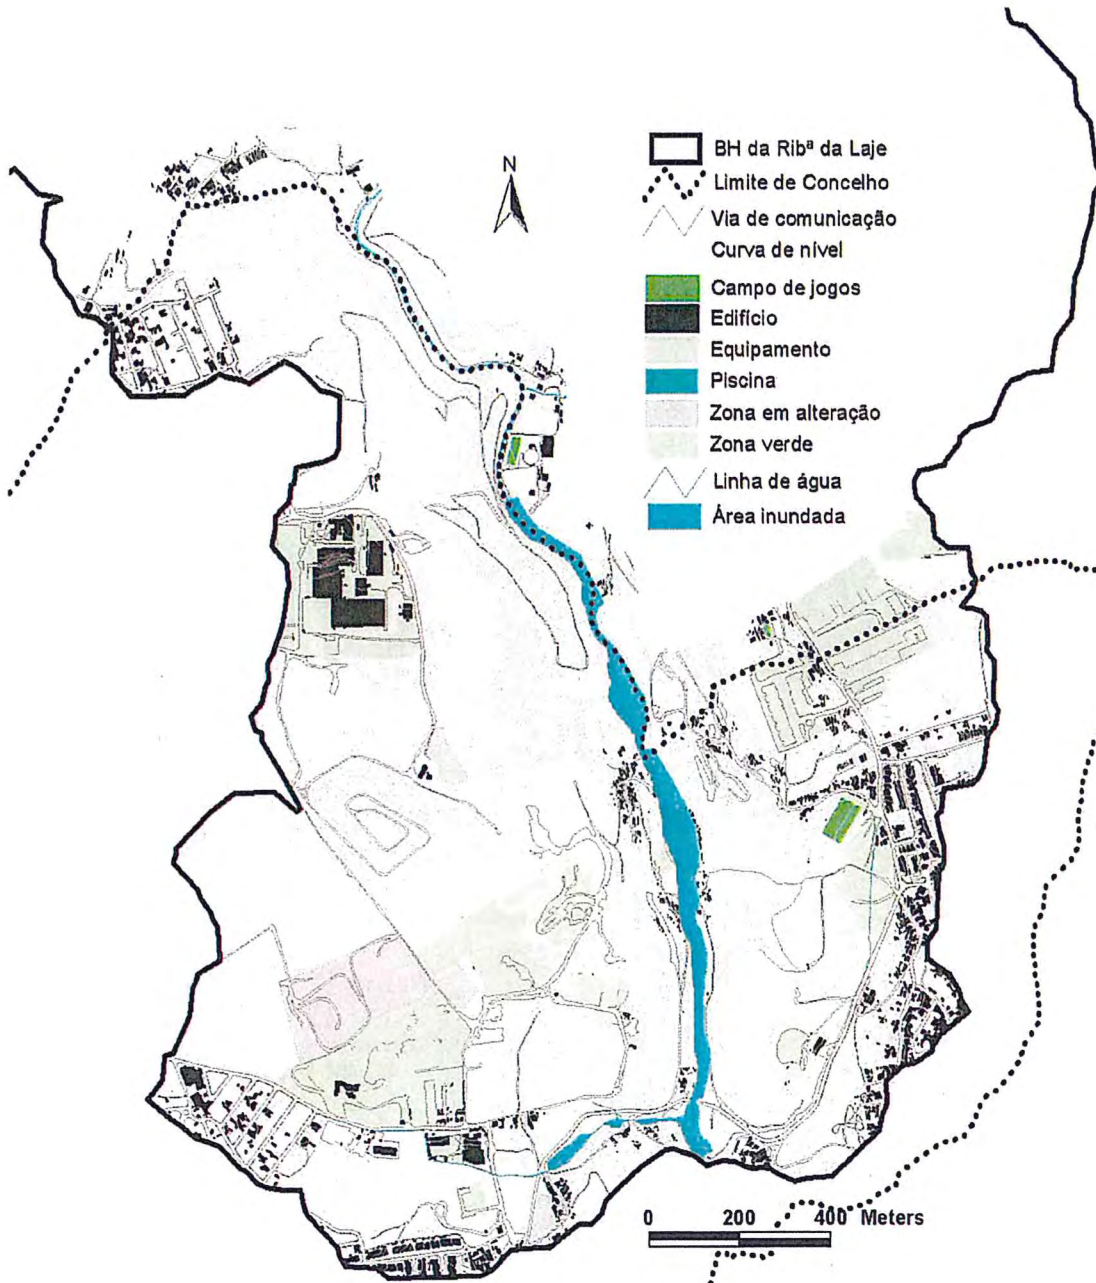 N
BH da Ribª da Laje
Limite de Concelho
Via de comunicação
Curva de nível
Campo de jogos
Edifício
Equipamento
Piscina
Zona em alteração
Zona verde
Linha de água
Área inundada
0 200 400 Meters